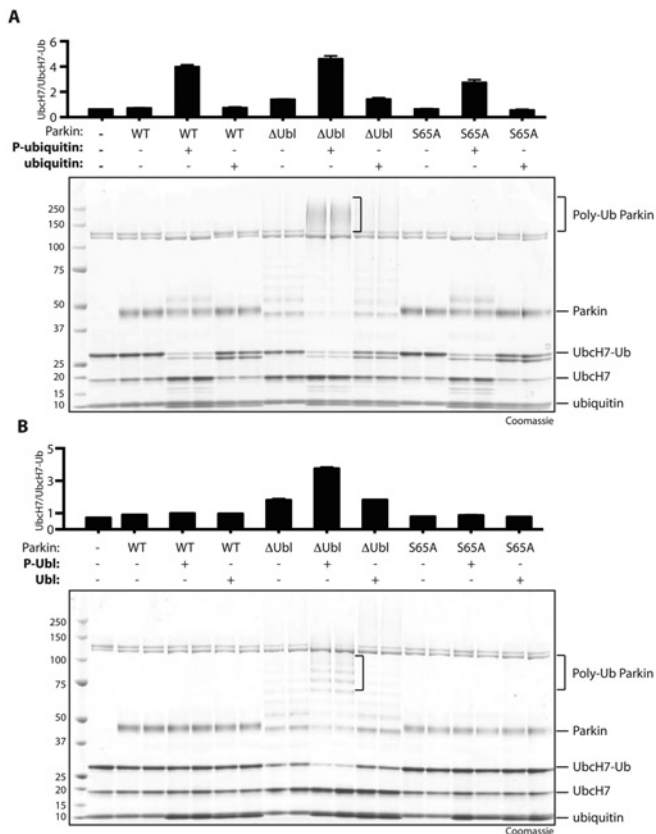 A
UbcH7/UbcH7-Ub
6
4
2
0
Parkin: - WT WT WT ΔUbl ΔUbl ΔUbl S65A S65A S65A
P-ubiquitin: - - + - - + - - + -
ubiquitin: - - - + - - + - - +
250
150
100
75
50
37
25
20
15
10
Poly-Ub Parkin
Parkin
UbcH7-Ub
UbcH7
ubiquitin
Coomassie
B
UbcH7/UbcH7-Ub
5
3
1
0
Parkin: - WT WT WT ΔUbl ΔUbl ΔUbl S65A S65A S65A
P-Ubl: - - + - - + - - + -
Ubl: - - - + - - + - - +
250
150
100
75
50
37
25
20
15
10
Poly-Ub Parkin
Parkin
UbcH7-Ub
UbcH7
ubiquitin
Coomassie